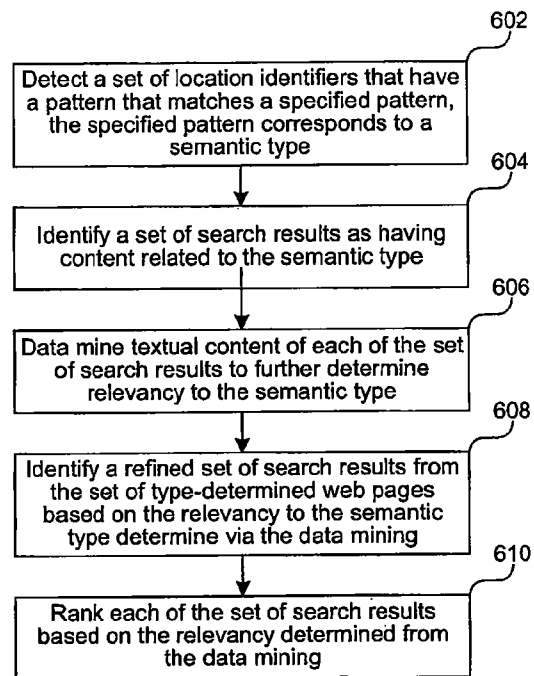 602
Detect a set of location identifiers that have
a pattern that matches a specified pattern,
the specified pattern corresponds to a
semantic type
604
Identify a set of search results as having
content related to the semantic type
606
Data mine textual content of each of the set
of search results to further determine
relevancy to the semantic type
608
Identify a refined set of search results from
the set of type-determined web pages
based on the relevancy to the semantic
type determine via the data mining
610
Rank each of the set of search results
based on the relevancy determined from
the data mining